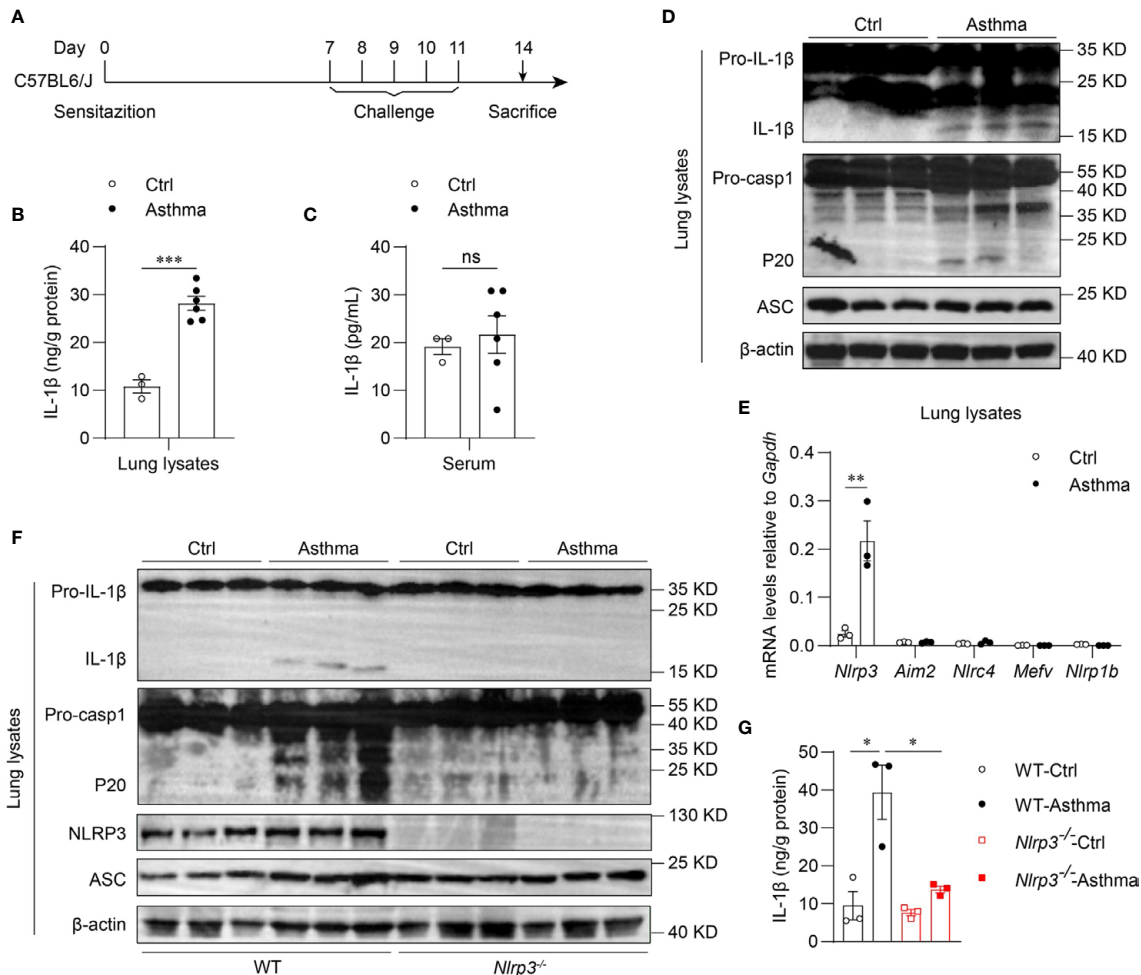 A
Day 0 7 8 9 10 11 14
C57BL6/J
Sensitazition Challenge Sacrifice
B
Ctrl
Asthma
IL-1β (ng/g protein)
40
30
20
10
0
***
Lung lysates
C
Ctrl
Asthma
IL-1β (pg/mL)
40
30
20
10
0
ns
Serum
D
Ctrl Asthma
Lung lysates
Pro-IL-1β
IL-1β
35 KD
25 KD
15 KD
Pro-casp1
P20
55 KD
40 KD
35 KD
25 KD
ASC
25 KD
β-actin
40 KD
E
Lung lysates
Ctrl
Asthma
mRNA levels relative to Gapdh
0.4
0.3
0.2
0.1
0.0
**
Nlrp3 Aim2 Nlrc4 Mefv Nlrp1b
F
Ctrl Asthma Ctrl Asthma
Lung lysates
Pro-IL-1β
IL-1β
35 KD
25 KD
15 KD
Pro-casp1
P20
55 KD
40 KD
35 KD
25 KD
NLRP3
130 KD
ASC
25 KD
β-actin
40 KD
WT Nlrp3-/-
G
IL-1β (ng/g protein)
50
40
30
20
10
0
* *
WT-Ctrl
WT-Asthma
Nlrp3-/--Ctrl
Nlrp3-/--Asthma